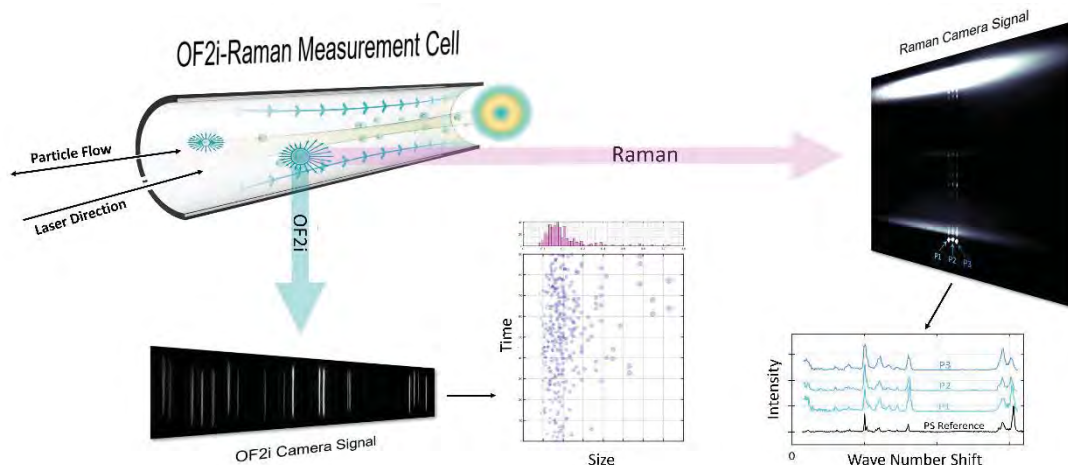 OF2i-Raman Measurement Cell
Raman Camera Signal
Particle Flow
Laser Direction
Raman
OF2i
P1 P2 P3
Time
Size
OF2i Camera Signal
Intensity
P3
P2
P1
PS Reference
0
Wave Number Shift